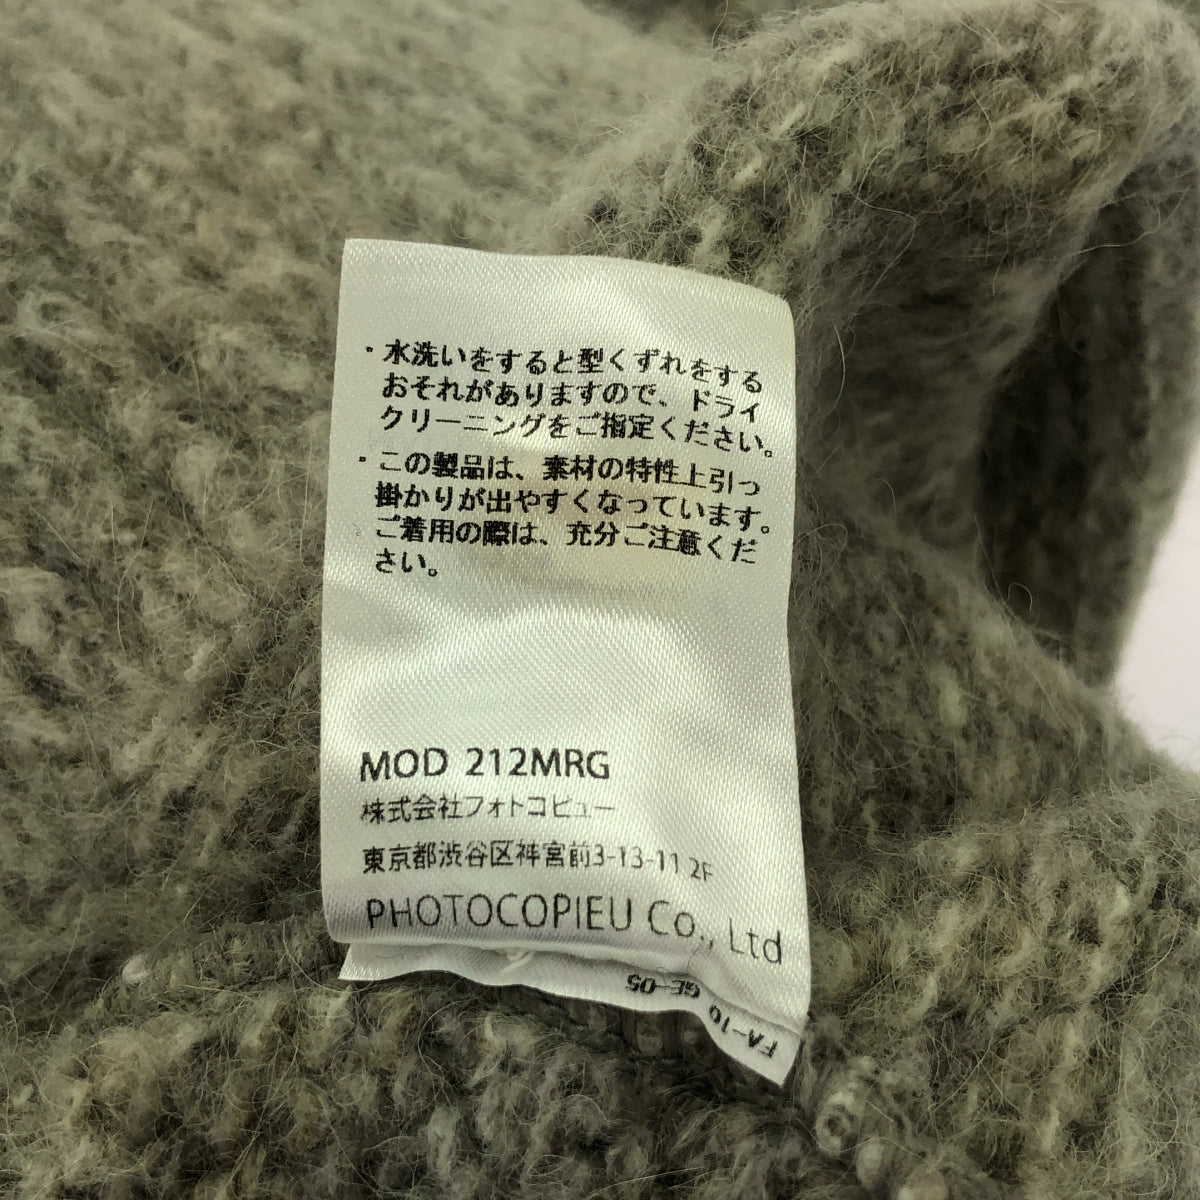 ・水洗いをすると型くずれをする
おそれがありますので、ドライ
クリーニングをご指定ください。
・この製品は、素材の特性上引っ
掛かりが出やすくなっています。
ご着用の際は、充分ご注意くだ
さい。
MOD 212MRG
株式会社フォトコピュー
東京都渋谷区神宮前3-13-11 2F
PHOTOCOPIEU Co., Ltd
FA-10 GE-05